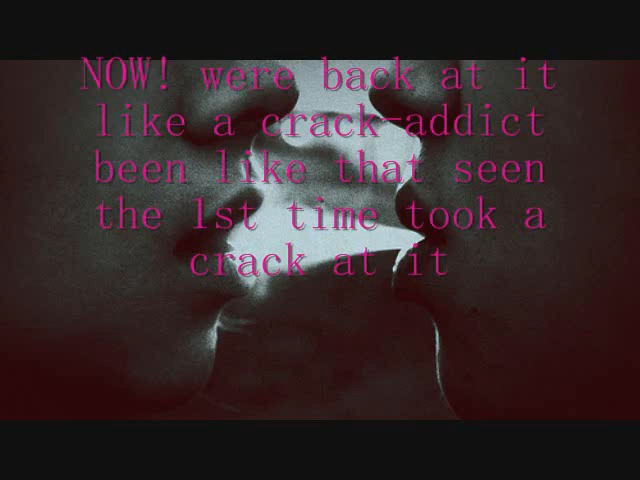 NOW! were back at it
like a crack-addict
been like that seen
the 1st time took a
crack at it